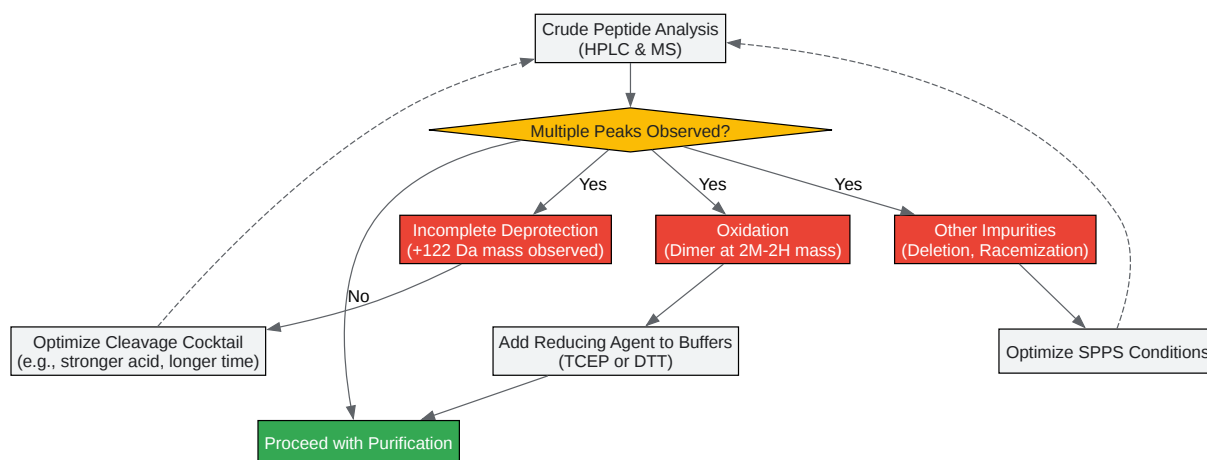 Crude Peptide Analysis
(HPLC & MS)
Multiple Peaks Observed?
Yes
Yes
Yes
Incomplete Deprotection
(+122 Da mass observed)
Oxidation
(Dimer at 2M-2H mass)
Other Impurities
(Deletion, Racemization)
No
Optimize Cleavage Cocktail
(e.g., stronger acid, longer time)
Add Reducing Agent to Buffers
(TCEP or DTT)
Optimize SPPS Conditions
Proceed with Purification